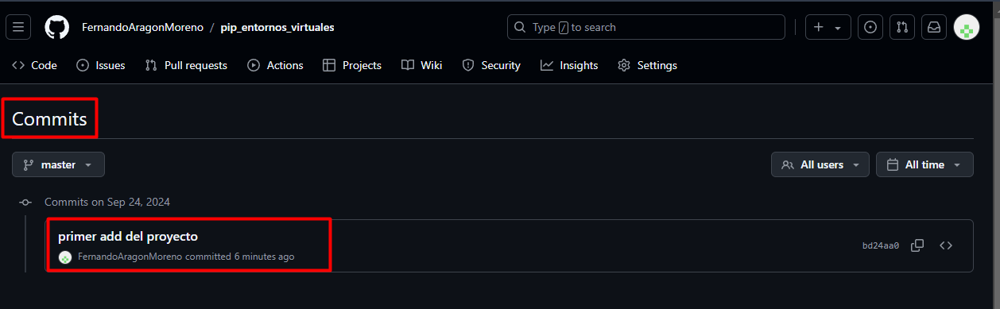 FernandoAragonMoreno / pip_entornos_virtuales
Type / to search
Code Issues Pull requests Actions Projects Wiki Security Insights Settings
Commits
master
All users
All time
Commits on Sep 24, 2024
primer add del proyecto
FernandoAragonMoreno committed 6 minutes ago
bd24aa0